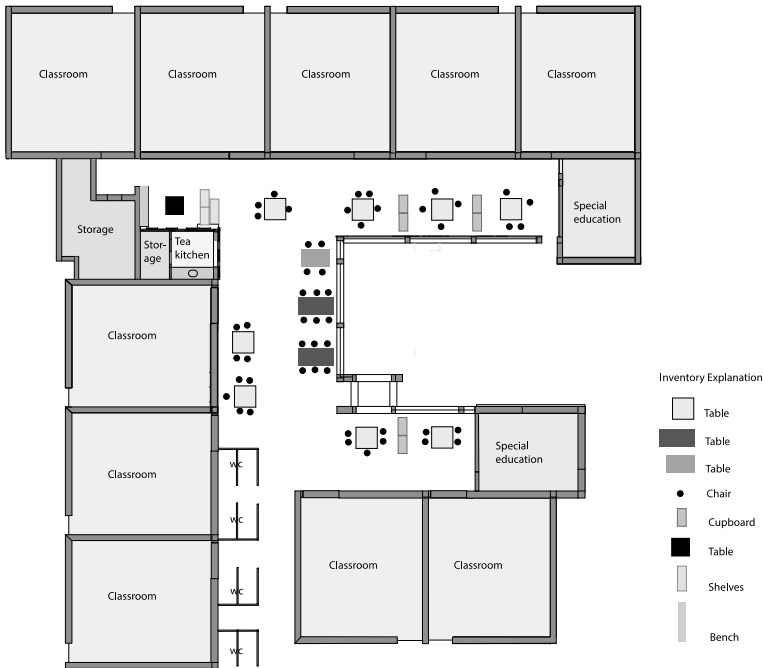 Classroom
Classroom
Classroom
Classroom
Classroom
Special
education
Storage
Stor-
age
Tea
kitchen
Classroom
Inventory Explanation
Table
Table
Special
education
Table
Classroom
wc
Chair
wc
Cupboard
Table
Classroom
Classroom
Classroom
wc
Shelves
wc
Bench